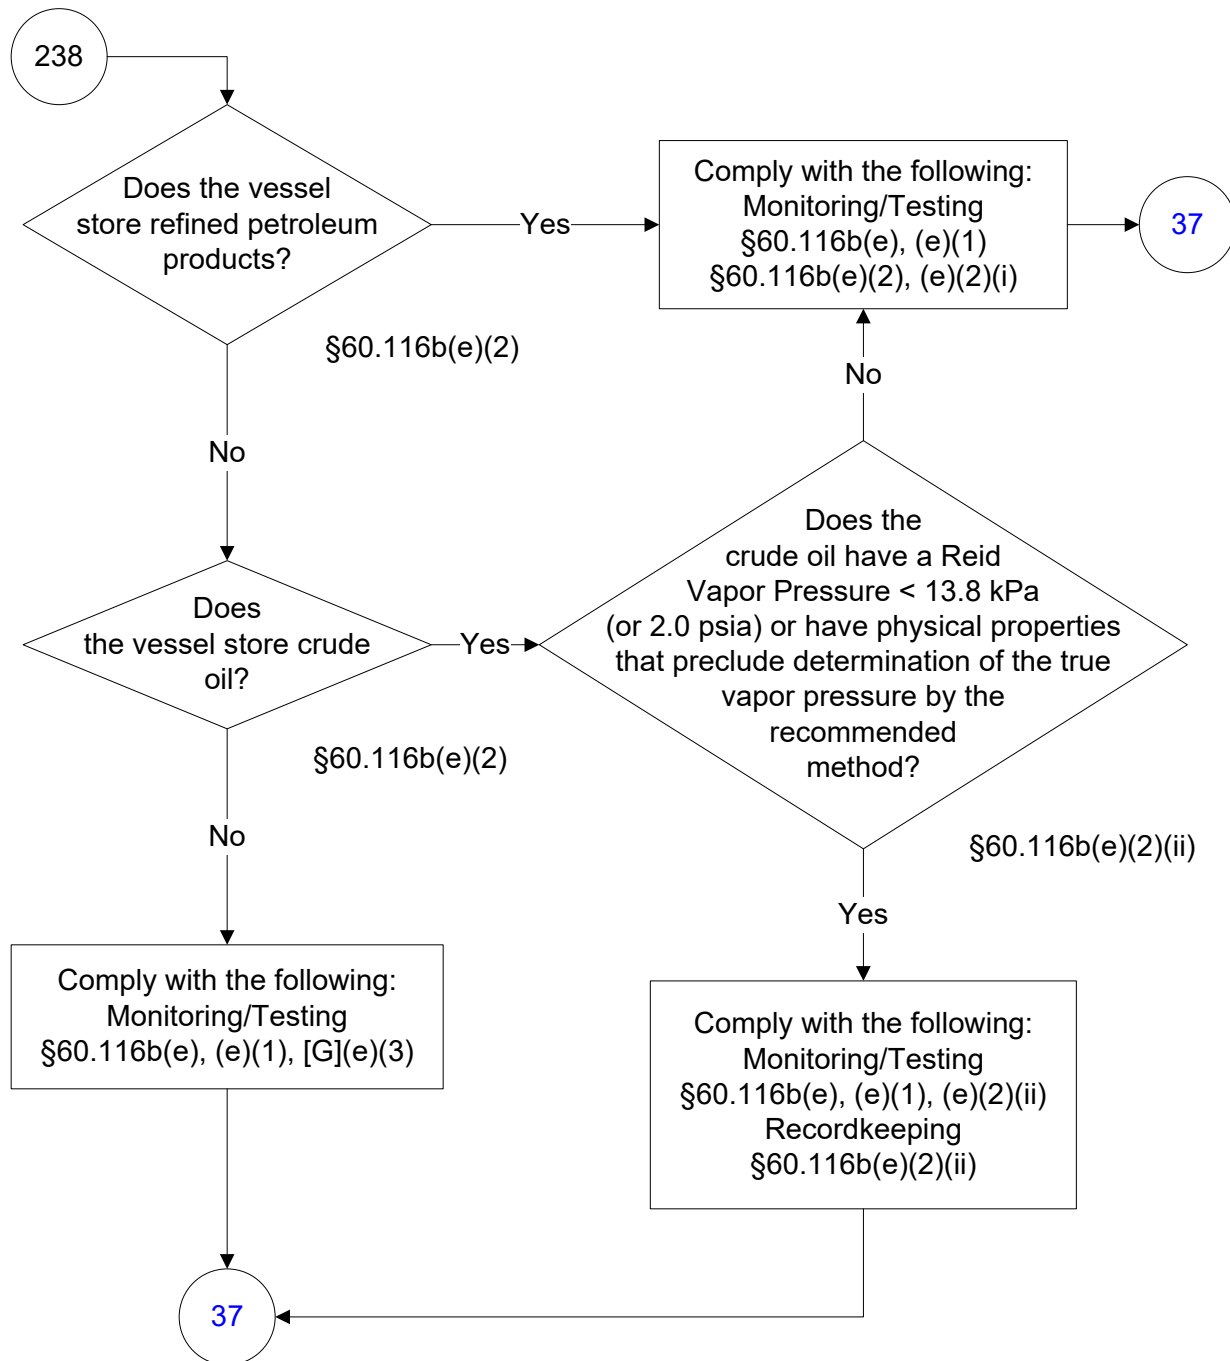 238
Does the vessel
store refined petroleum
products?
Yes
Comply with the following:
Monitoring/Testing
§60.116b(e), (e)(1)
§60.116b(e)(2), (e)(2)(i)
37
§60.116b(e)(2)
No
No
Does
the vessel store crude
oil?
Yes
Does the
crude oil have a Reid
Vapor Pressure < 13.8 kPa
(or 2.0 psia) or have physical properties
that preclude determination of the true
vapor pressure by the
recommended
method?
§60.116b(e)(2)
§60.116b(e)(2)(ii)
No
Yes
Comply with the following:
Monitoring/Testing
§60.116b(e), (e)(1), [G](e)(3)
Comply with the following:
Monitoring/Testing
§60.116b(e), (e)(1), (e)(2)(ii)
Recordkeeping
§60.116b(e)(2)(ii)
37